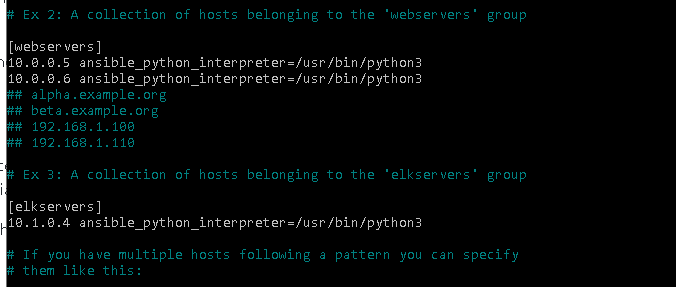 # Ex 2: A collection of hosts belonging to the 'webservers' group
[webservers]
10.0.0.5 ansible_python_interpreter=/usr/bin/python3
10.0.0.6 ansible_python_interpreter=/usr/bin/python3
## alpha.example.org
## beta.example.org
## 192.168.1.100
## 192.168.1.110
# Ex 3: A collection of hosts belonging to the 'elkservers' group
[elkservers]
10.1.0.4 ansible_python_interpreter=/usr/bin/python3
# If you have multiple hosts following a pattern you can specify
# them like this: